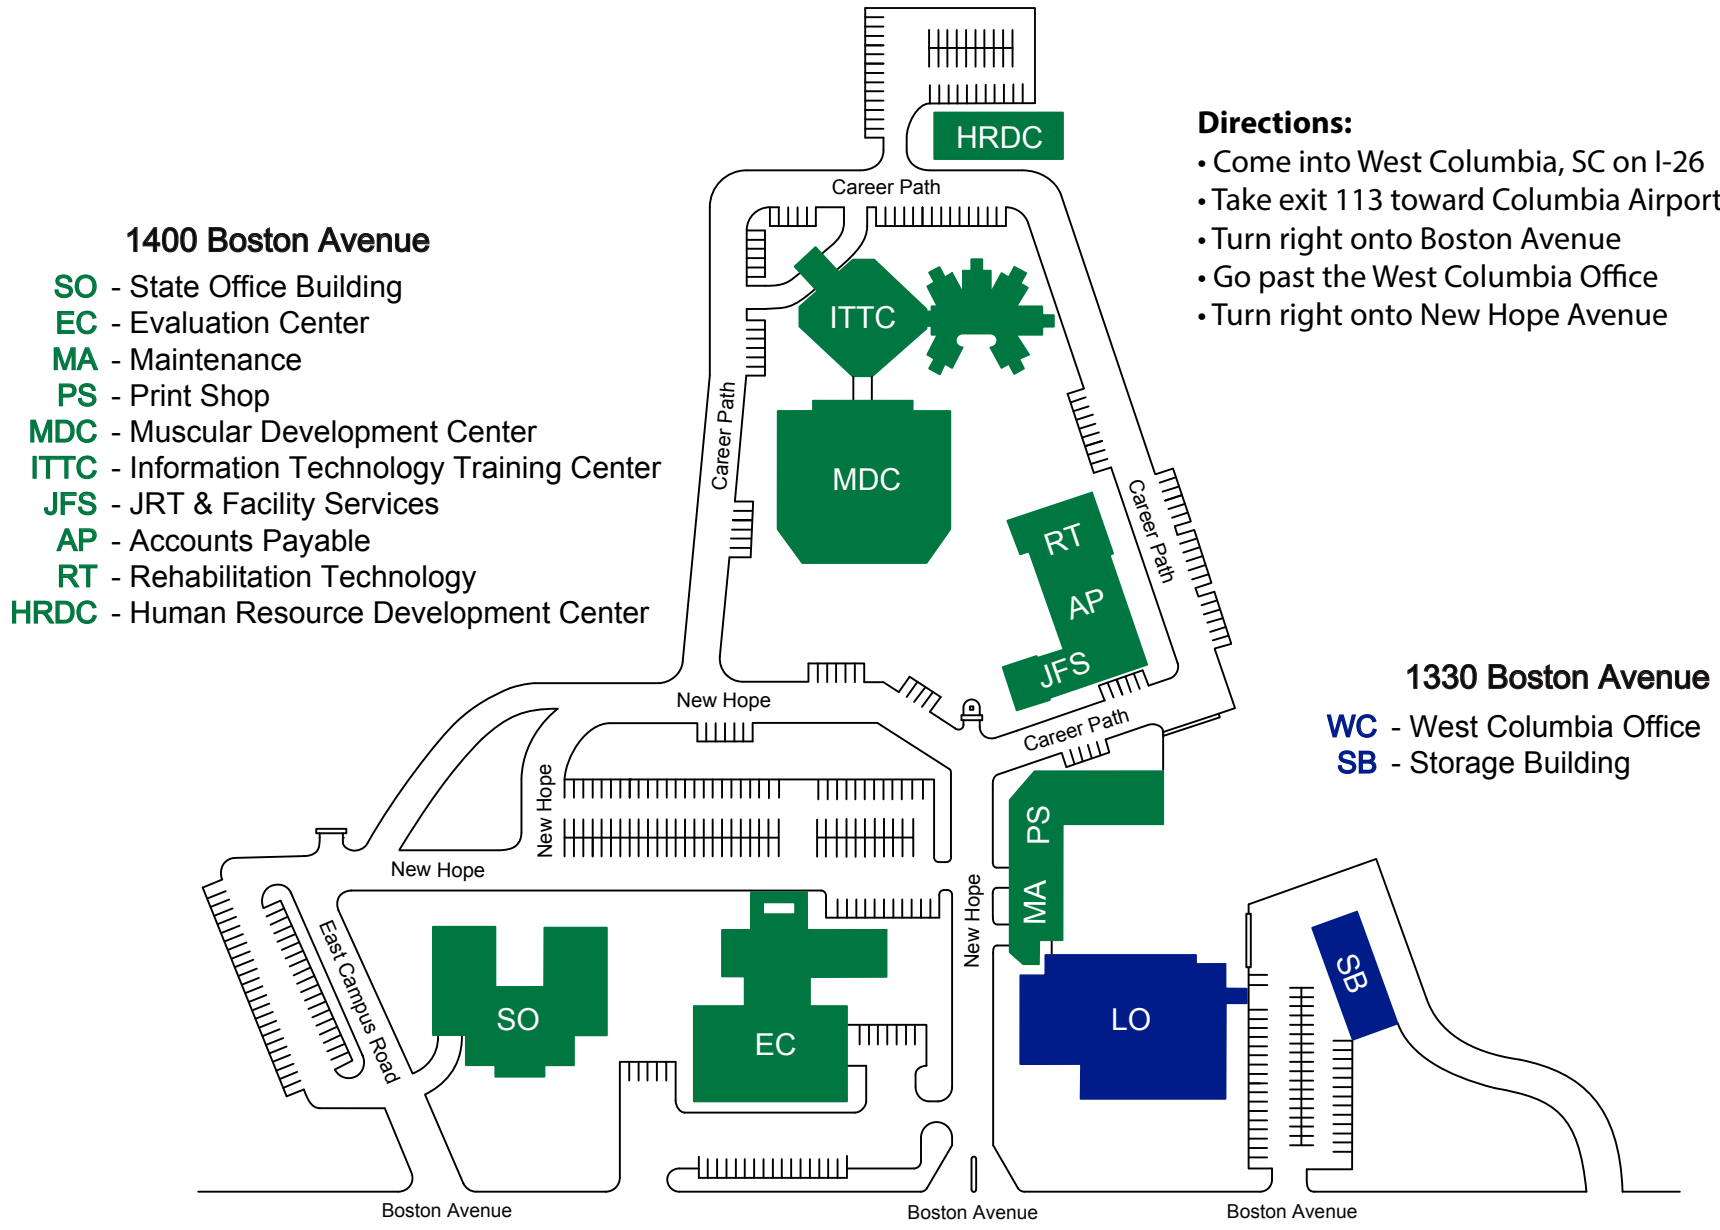 HRDC
Career Path
Directions:
• Come into West Columbia, SC on I-26
• Take exit 113 toward Columbia Airport
• Turn right onto Boston Avenue
• Go past the West Columbia Office
• Turn right onto New Hope Avenue
1400 Boston Avenue
SO - State Office Building
EC - Evaluation Center
MA - Maintenance
PS - Print Shop
MDC - Muscular Development Center
ITTC - Information Technology Training Center
JFS - JRT & Facility Services
AP - Accounts Payable
RT - Rehabilitation Technology
HRDC - Human Resource Development Center
ITTC
Career Path
MDC
Career Path
RT
AP
JFS
1330 Boston Avenue
WC - West Columbia Office
SB - Storage Building
New Hope
Career Path
New Hope
PS
New Hope
MA
New Hope
East Campus Road
SO
EC
LO
SB
Boston Avenue
Boston Avenue
Boston Avenue